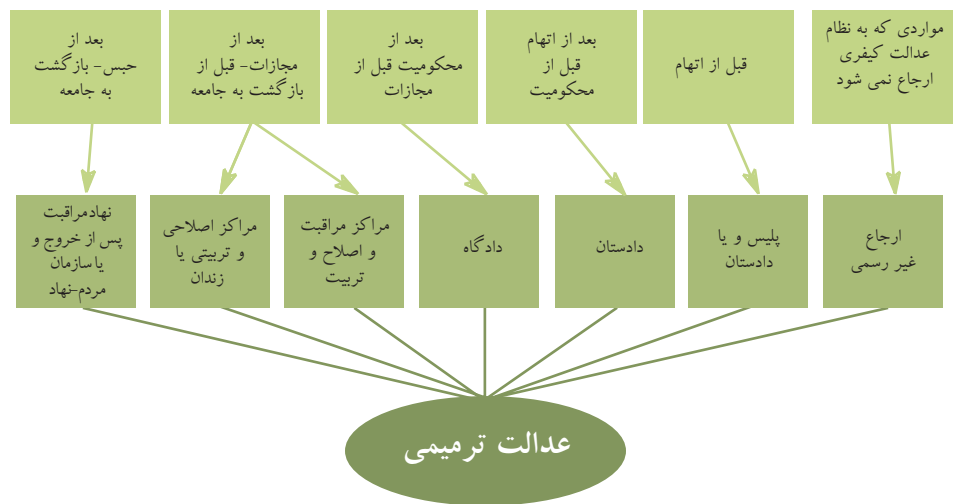 مواردی که به نظام
عدالت کیفری
ارجاع نمی شود
قبل از اتهام
بعد از اتهام
قبل از
محکومیت
بعد از
محکومیت قبل از
مجازات
بعد از
مجازات- قبل از
بازگشت به جامعه
بعد از
حبس- بازگشت
به جامعه
ارجاع
غیر رسمی
پلیس و یا
دادستان
دادستان
دادگاه
مراکز مراقبت
و اصلاح و
تربیت
مراکز اصلاحی
و تربیتی یا
زندان
نهادمراقبت
پس از خروج و
یا سازمان
مردم-نهاد
عدالت ترمیمی